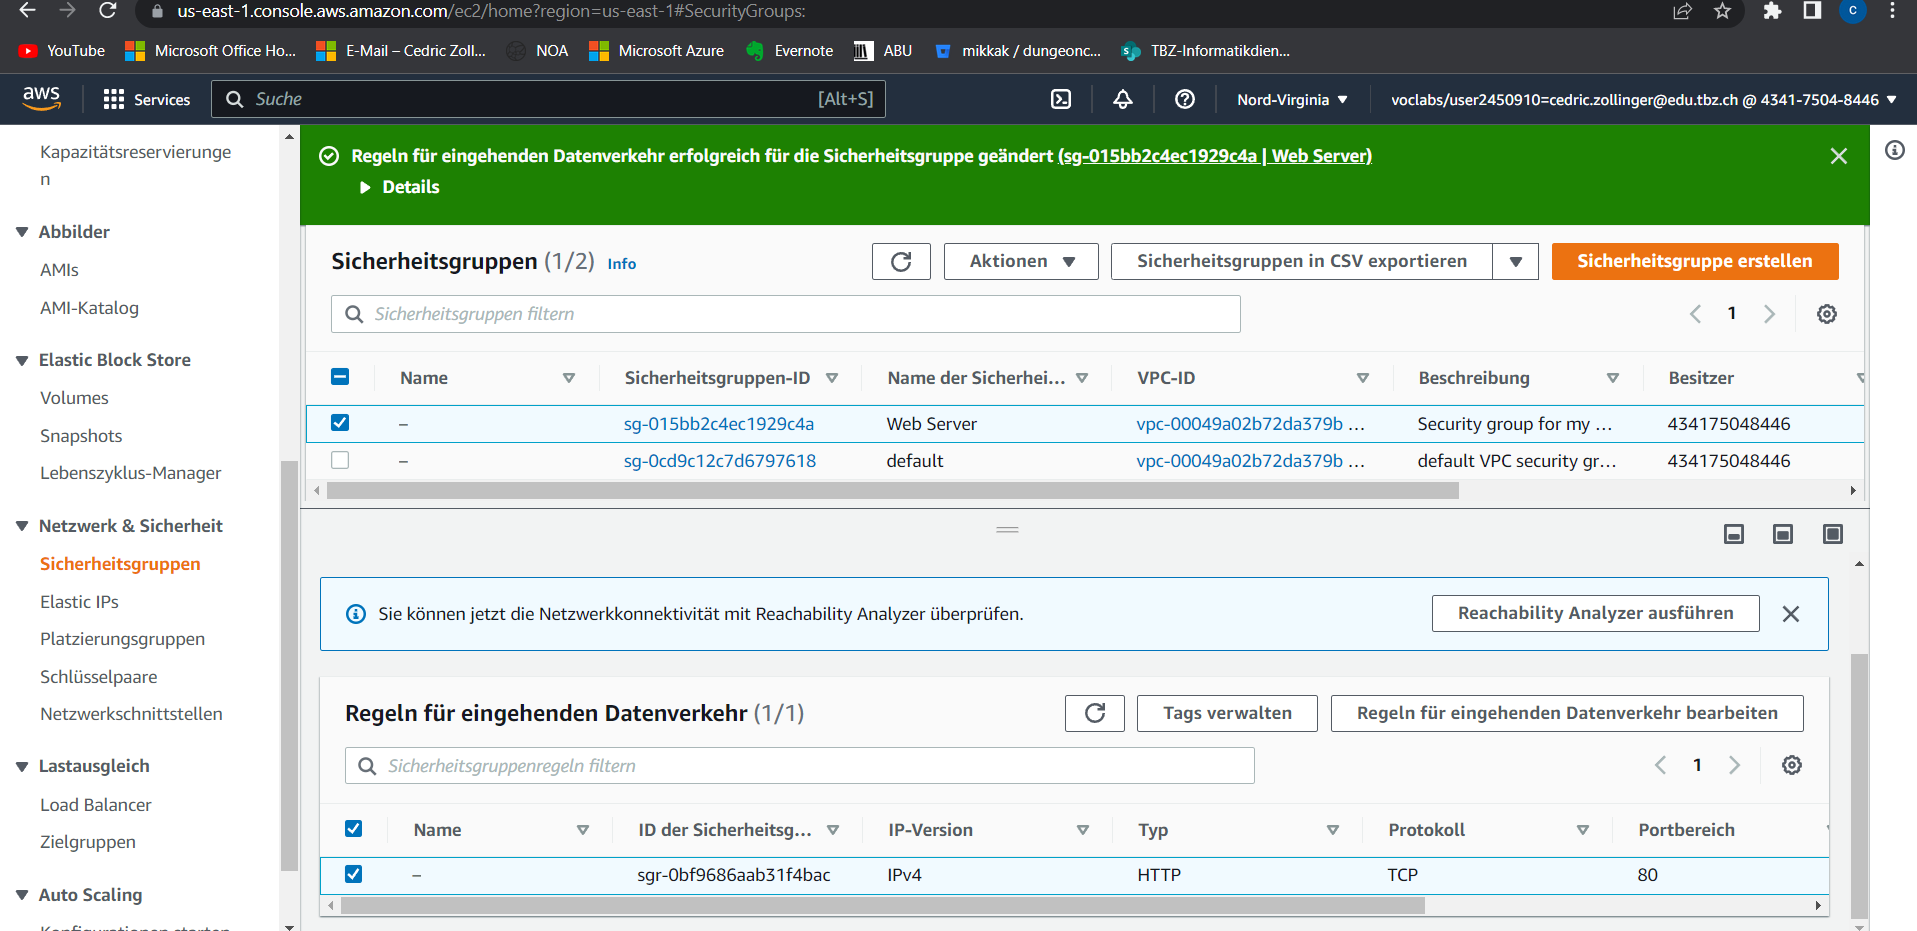 us-east-1.console.aws.amazon.com/ec2/home?region=us-east-1#SecurityGroups:
C
YouTube
Microsoft Office Ho...
E-Mail – Cedric Zoll...
NOA
Microsoft Azure
Evernote
ABU
mikkak / dungeonc...
TBZ-Informatikdien...
aws
Services
Suche
[Alt+S]
Nord-Virginia
voclabs/user2450910=cedric.zollinger@edu.tbz.ch @ 4341-7504-8446
Kapazitätsreservierunge
n
Abbilder
AMIs
AMI-Katalog
Elastic Block Store
Volumes
Snapshots
Lebenszyklus-Manager
Netzwerk & Sicherheit
Sicherheitsgruppen
Elastic IPs
Platzierungsgruppen
Schlüsselpaare
Netzwerkschnittstellen
Lastausgleich
Load Balancer
Zielgruppen
Auto Scaling
Konfigurationen starten
Regeln für eingehenden Datenverkehr erfolgreich für die Sicherheitsgruppe geändert (sg-015bb2c4ec1929c4a | Web Server)
Details
Sicherheitsgruppen (1/2) Info
Aktionen
Sicherheitsgruppen in CSV exportieren
Sicherheitsgruppe erstellen
Sicherheitsgruppen filtern
1
Name
Sicherheitsgruppen-ID
Name der Sicherhei...
VPC-ID
Beschreibung
Besitzer
– sg-015bb2c4ec1929c4a Web Server vpc-00049a02b72da379b ... Security group for my ... 434175048446
– sg-0cd9c12c7d6797618 default vpc-00049a02b72da379b ... default VPC security gr... 434175048446
Sie können jetzt die Netzwerkkonnektivität mit Reachability Analyzer überprüfen.
Reachability Analyzer ausführen
Regeln für eingehenden Datenverkehr (1/1)
Tags verwalten
Regeln für eingehenden Datenverkehr bearbeiten
Sicherheitsgruppenregeln filtern
1
Name
ID der Sicherheitsg...
IP-Version
Typ
Protokoll
Portbereich
– sgr-0bf9686aab31f4bac IPv4 HTTP TCP 80